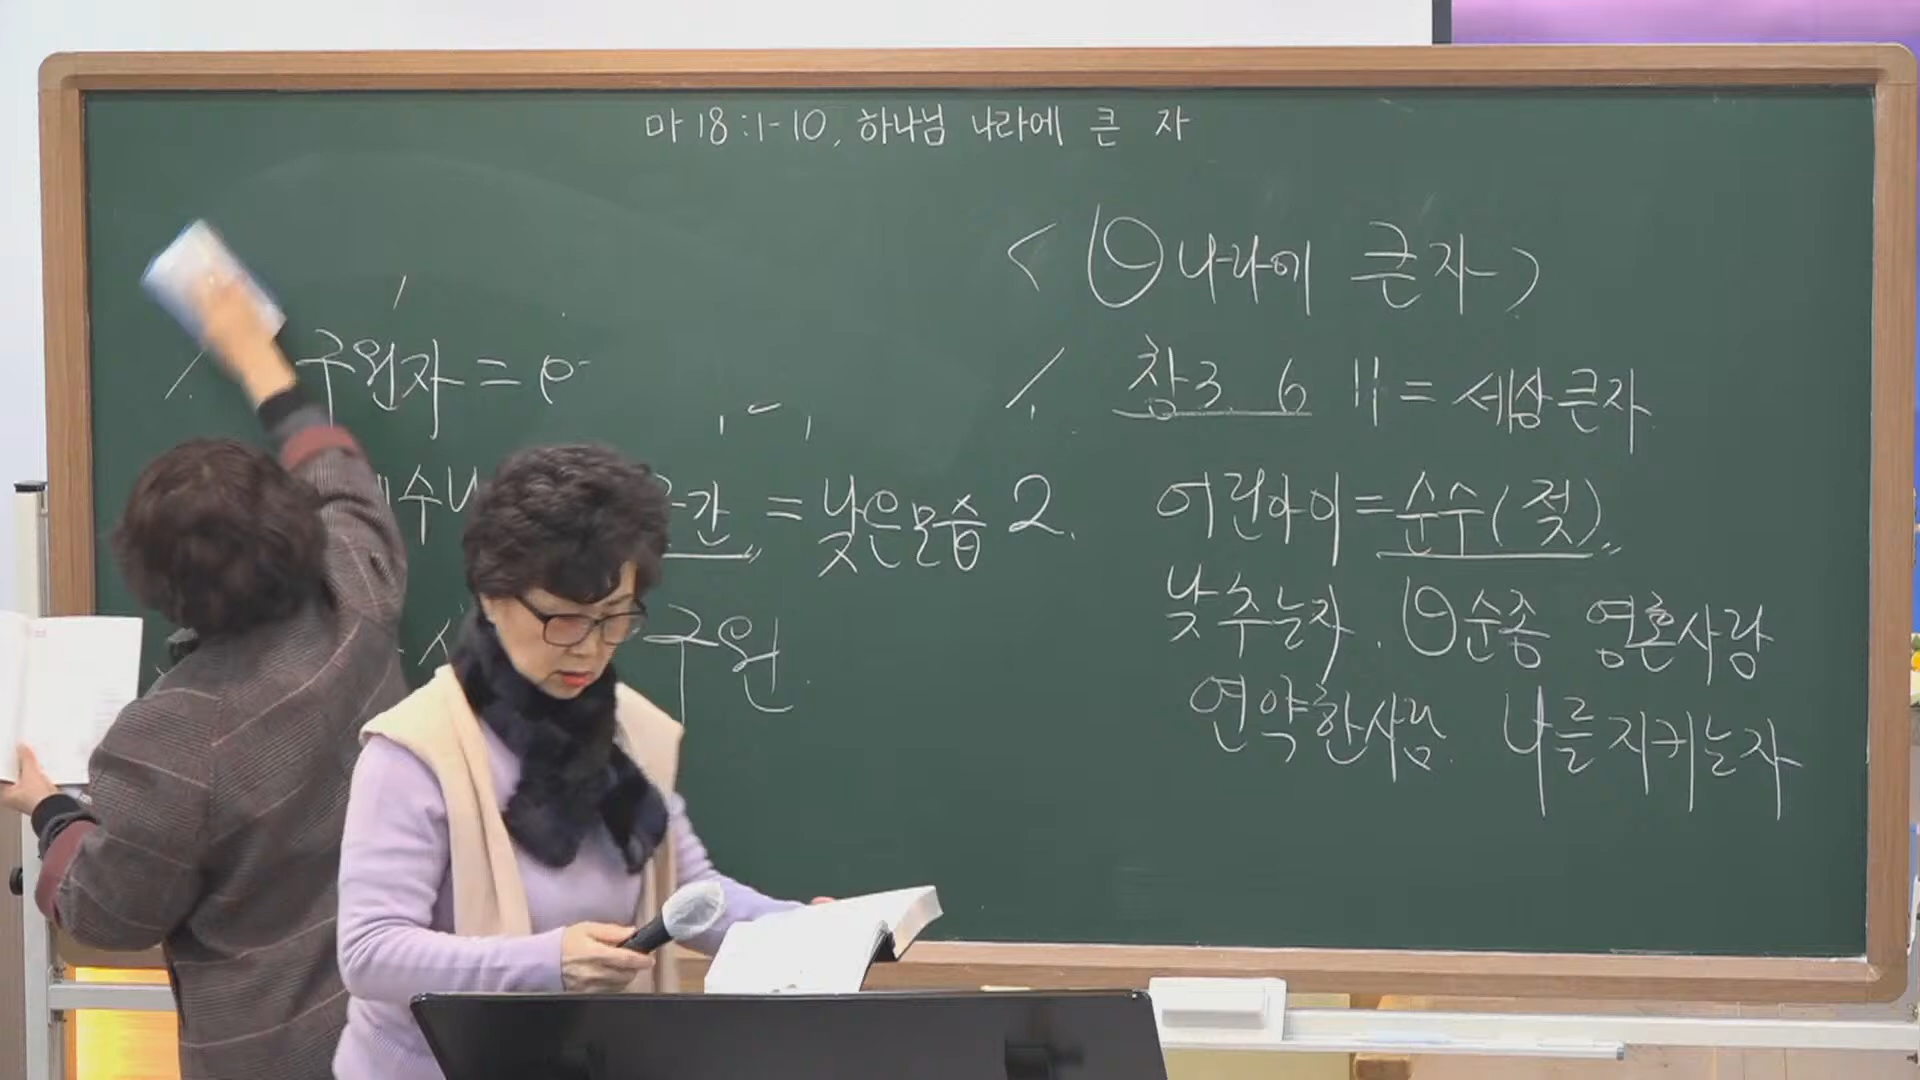 마 18:1-10, 하나님 나라에 큰 자
구원자 =
수
간 = 낮은모습 2.
구원
< ㅇ나라에 큰자 >
1. 창3. 6 11 = 세상큰자
어린아이=순수(젖)
낮추는자. 순종 영혼사랑
연약한사람. 나를지키는자